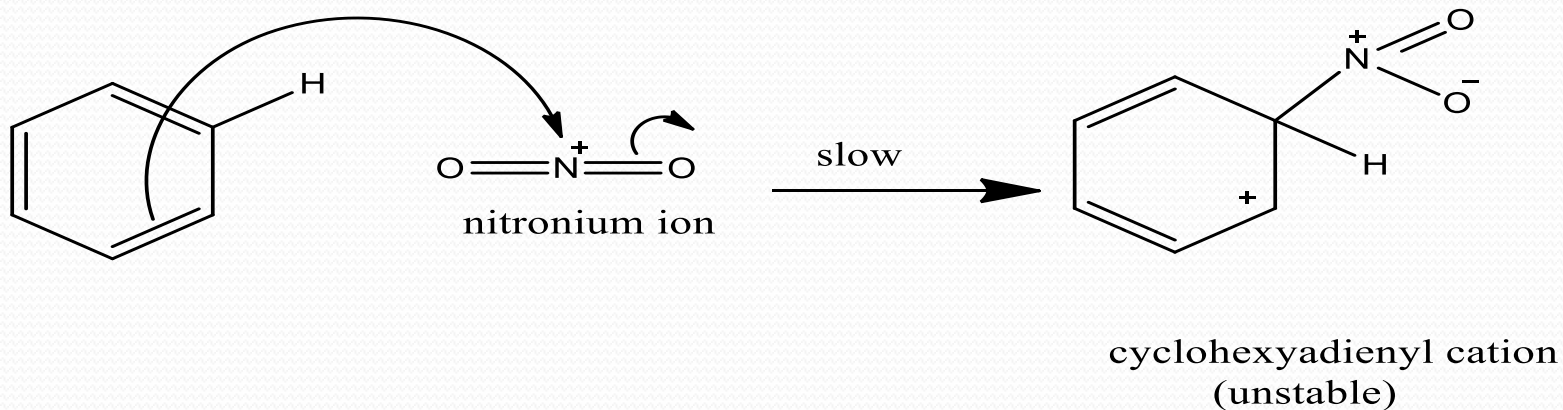 H
+
O=N=O
nitronium ion
slow
O
+
N
O−
H
+
cyclohexyadienyl cation
(unstable)